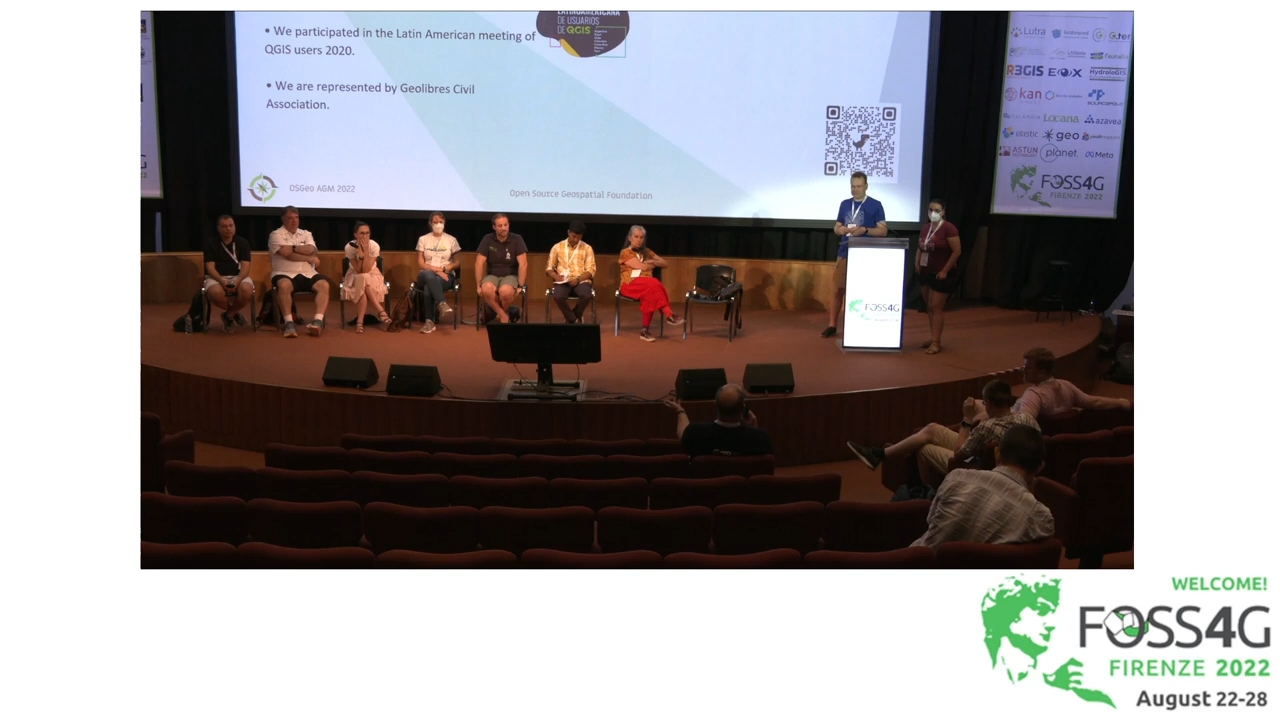 LATINOAMERICANA
DE USUARIOS
DE QGIS
• We participated in the Latin American meeting of
QGIS users 2020.
• We are represented by Geolibres Civil
Association.
OSGeo AGM 2022
Open Source Geospatial Foundation
Lutra
G.ter
R3GIS
EOX
HydroloGIS
kan
Locana
azavea
elastic
geo
ASTUN
planet.
Meta
FOSS4G
FIRENZE 2022
FOSS4G
WELCOME!
FOSS4G
FIRENZE 2022
August 22-28